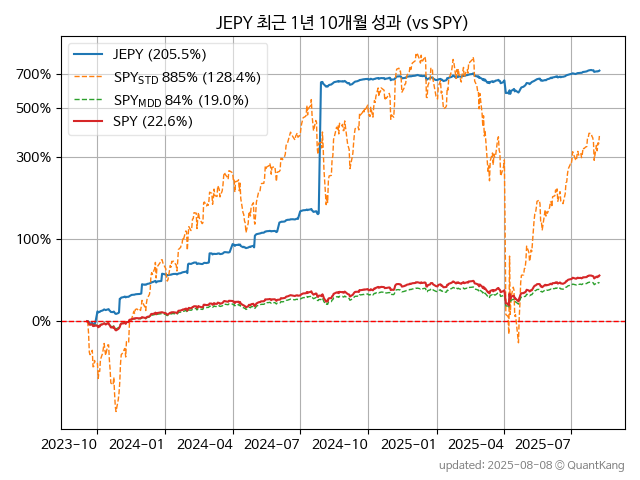 JEPY 최근 1년 10개월 성과 (vs SPY)
JEPY (205.5%)
SPY_STD 885% (128.4%)
SPY_MDD 84% (19.0%)
SPY (22.6%)
700%
500%
300%
100%
0%
2023-10 2024-01 2024-04 2024-07 2024-10 2025-01 2025-04 2025-07
updated: 2025-08-08 © QuantKang